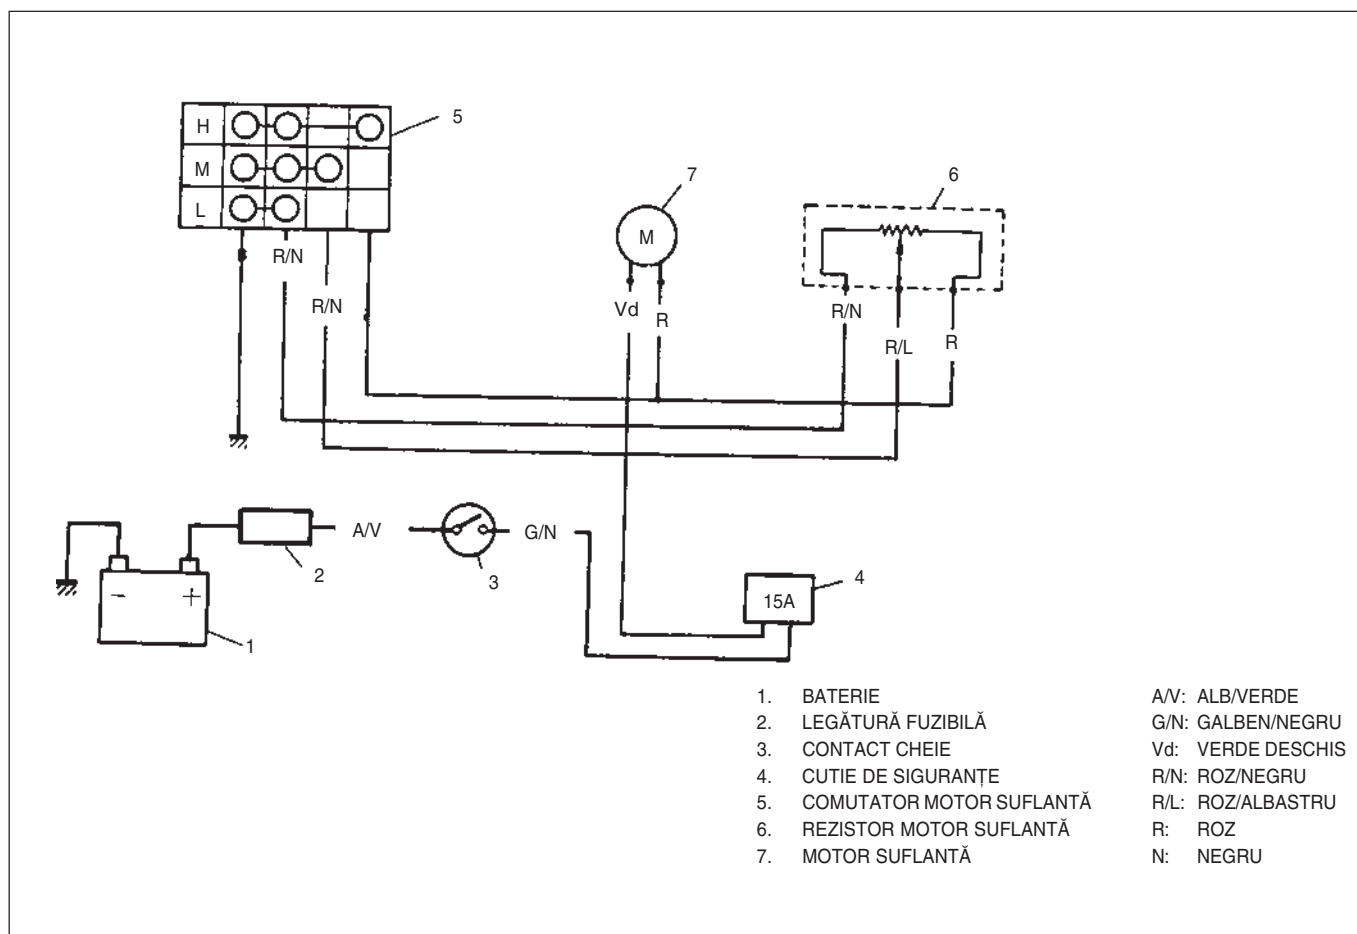 H
5
M
L
7
6
M
R/N
R/N
Vd
R
R/N
R/L
R
A/V
G/N
2
3
4
15A
- +
1
1. BATERIE A/V: ALB/VERDE
2. LEGĂTURĂ FUZIBILĂ G/N: GALBEN/NEGRU
3. CONTACT CHEIE Vd: VERDE DESCHIS
4. CUTIE DE SIGURANȚE R/N: ROZ/NEGRU
5. COMUTATOR MOTOR SUFLANTĂ R/L: ROZ/ALBASTRU
6. REZISTOR MOTOR SUFLANTĂ R: ROZ
7. MOTOR SUFLANTĂ N: NEGRU